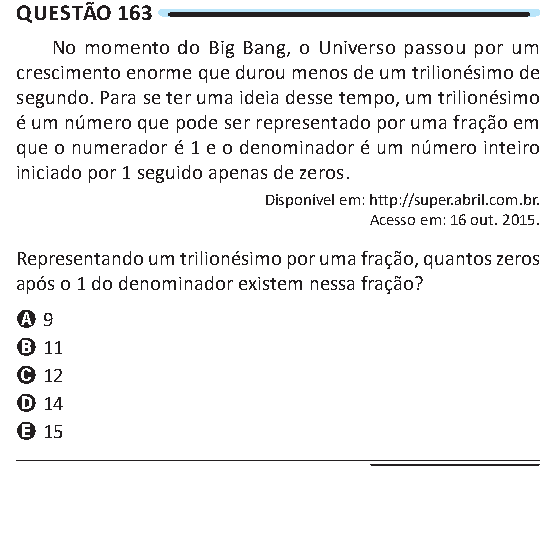 QUESTÃO 163
No momento do Big Bang, o Universo passou por um
crescimento enorme que durou menos de um trilionésimo de
segundo. Para se ter uma ideia desse tempo, um trilionésimo
é um número que pode ser representado por uma fração em
que o numerador é 1 e o denominador é um número inteiro
iniciado por 1 seguido apenas de zeros.
Disponível em: http://super.abril.com.br.
Acesso em: 16 out. 2015.
Representando um trilionésimo por uma fração, quantos zeros
após o 1 do denominador existem nessa fração?
A 9
B 11
C 12
D 14
E 15